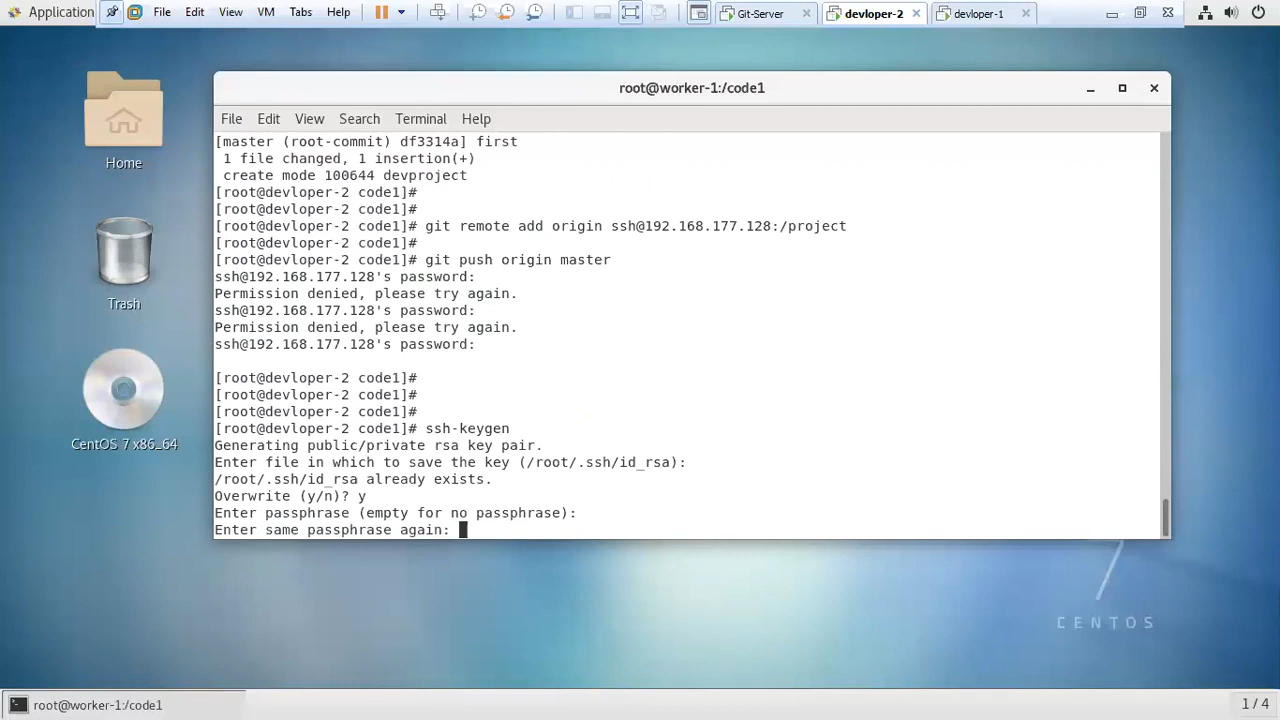 Application
File Edit View VM Tabs Help
Git-Server
devloper-2
devloper-1
Home
Trash
CentOS 7 x86_64
root@worker-1:/code1
File Edit View Search Terminal Help
[master (root-commit) df3314a] first
1 file changed, 1 insertion(+)
create mode 100644 devproject
[root@devloper-2 code1]#
[root@devloper-2 code1]#
[root@devloper-2 code1]# git remote add origin ssh@192.168.177.128:/project
[root@devloper-2 code1]#
[root@devloper-2 code1]# git push origin master
ssh@192.168.177.128's password:
Permission denied, please try again.
ssh@192.168.177.128's password:
Permission denied, please try again.
ssh@192.168.177.128's password:
[root@devloper-2 code1]#
[root@devloper-2 code1]#
[root@devloper-2 code1]#
[root@devloper-2 code1]# ssh-keygen
Generating public/private rsa key pair.
Enter file in which to save the key (/root/.ssh/id_rsa):
/root/.ssh/id_rsa already exists.
Overwrite (y/n)? y
Enter passphrase (empty for no passphrase):
Enter same passphrase again:
7
CENTOS
root@worker-1:/code1
1 / 4